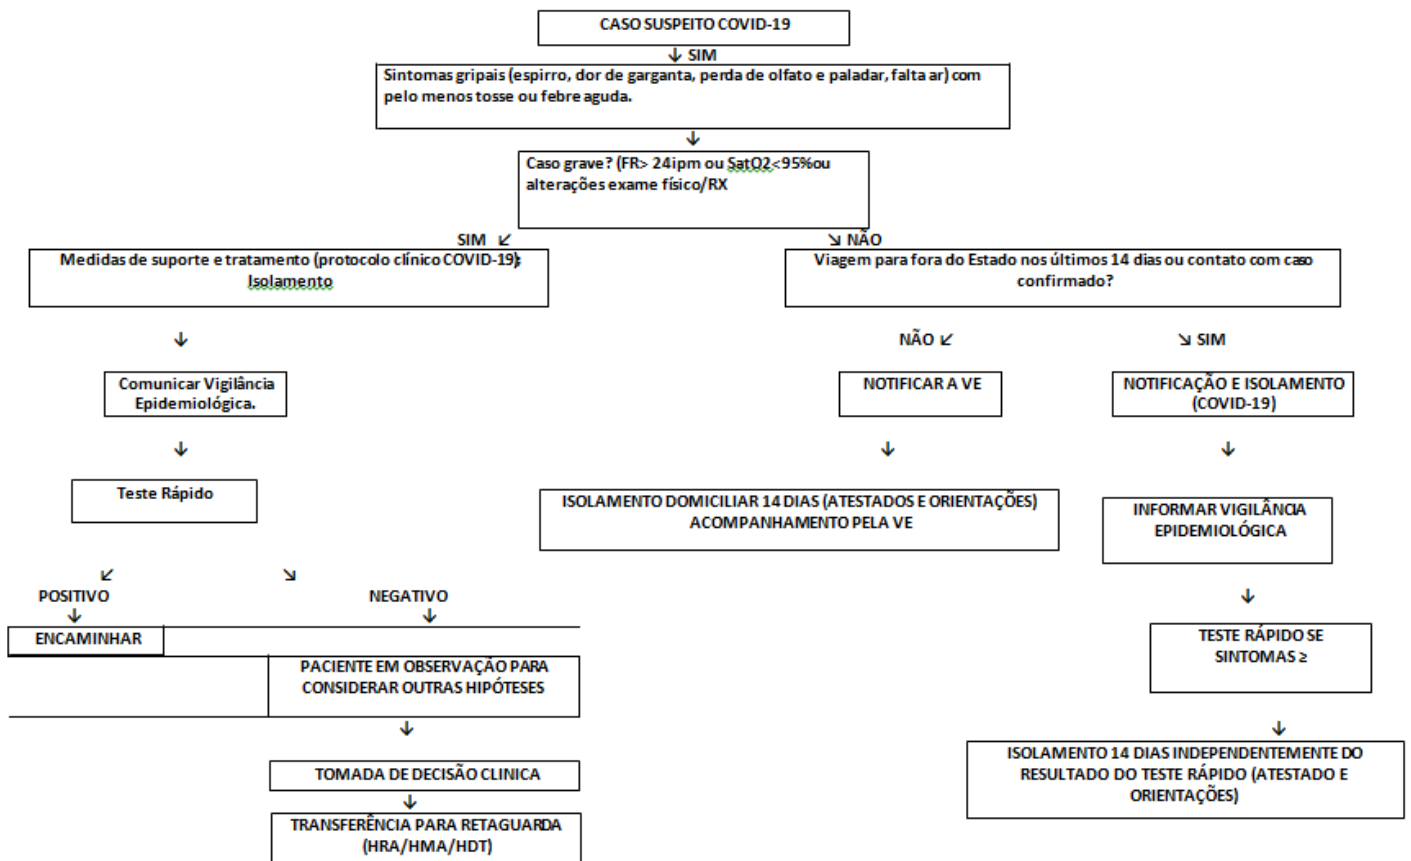 CASO SUSPEITO COVID-19
↓ SIM
Sintomas gripais (espirro, dor de garganta, perda de olfato e paladar, falta ar) com
pelo menos tosse ou febre aguda.
↓
Caso grave? (FR> 24ipm ou SatO2<95%ou
alterações exame físico/RX
SIM ↙
↘ NÃO
Medidas de suporte e tratamento (protocolo clínico COVID-19):
Isolamento
Viagem para fora do Estado nos últimos 14 dias ou contato com caso
confirmado?
↓
NÃO ↙
↘ SIM
Comunicar Vigilância
Epidemiológica.
NOTIFICAR A VE
NOTIFICAÇÃO E ISOLAMENTO
(COVID-19)
↓
↓
↓
Teste Rápido
ISOLAMENTO DOMICILIAR 14 DIAS (ATESTADOS E ORIENTAÇÕES)
ACOMPANHAMENTO PELA VE
INFORMAR VIGILÂNCIA
EPIDEMIOLÓGICA
↙
↘
POSITIVO
NEGATIVO
↓
↓
↓
ENCAMINHAR
PACIENTE EM OBSERVAÇÃO PARA
CONSIDERAR OUTRAS HIPÓTESES
TESTE RÁPIDO SE
SINTOMAS ≥
↓
↓
TOMADA DE DECISÃO CLINICA
ISOLAMENTO 14 DIAS INDEPENDENTEMENTE DO
RESULTADO DO TESTE RÁPIDO (ATESTADO E
ORIENTAÇÕES)
↓
TRANSFERÊNCIA PARA RETAGUARDA
(HRA/HMA/HDT)